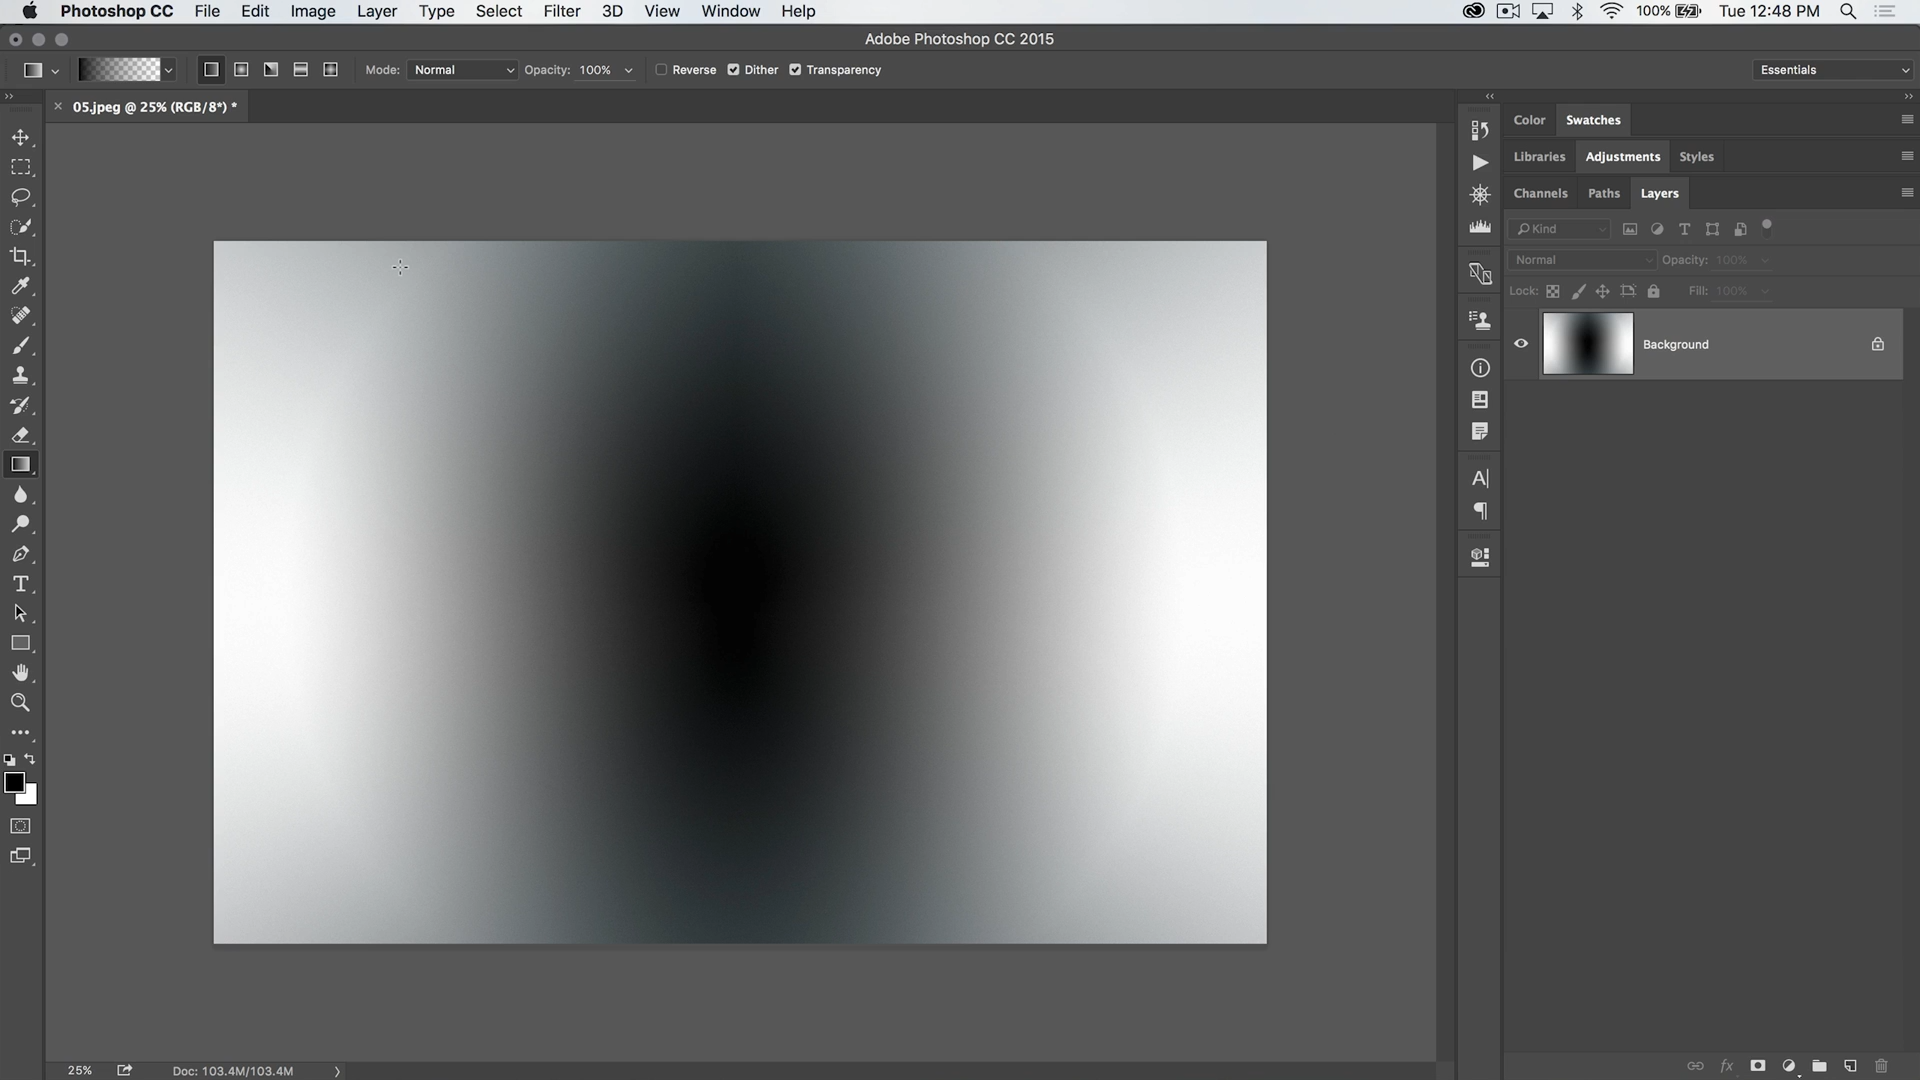 Photoshop CC File Edit Image Layer Type Select Filter 3D View Window Help 100% Tue 12:48 PM
Adobe Photoshop CC 2015
Mode: Normal Opacity: 100% Reverse Dither Transparency Essentials
× 05.jpeg @ 25% (RGB/8*) *
Color Swatches
Libraries Adjustments Styles
Channels Paths Layers
Kind
Normal Opacity: 100%
Lock: Fill: 100%
Background
25% Doc: 103.4M/103.4M